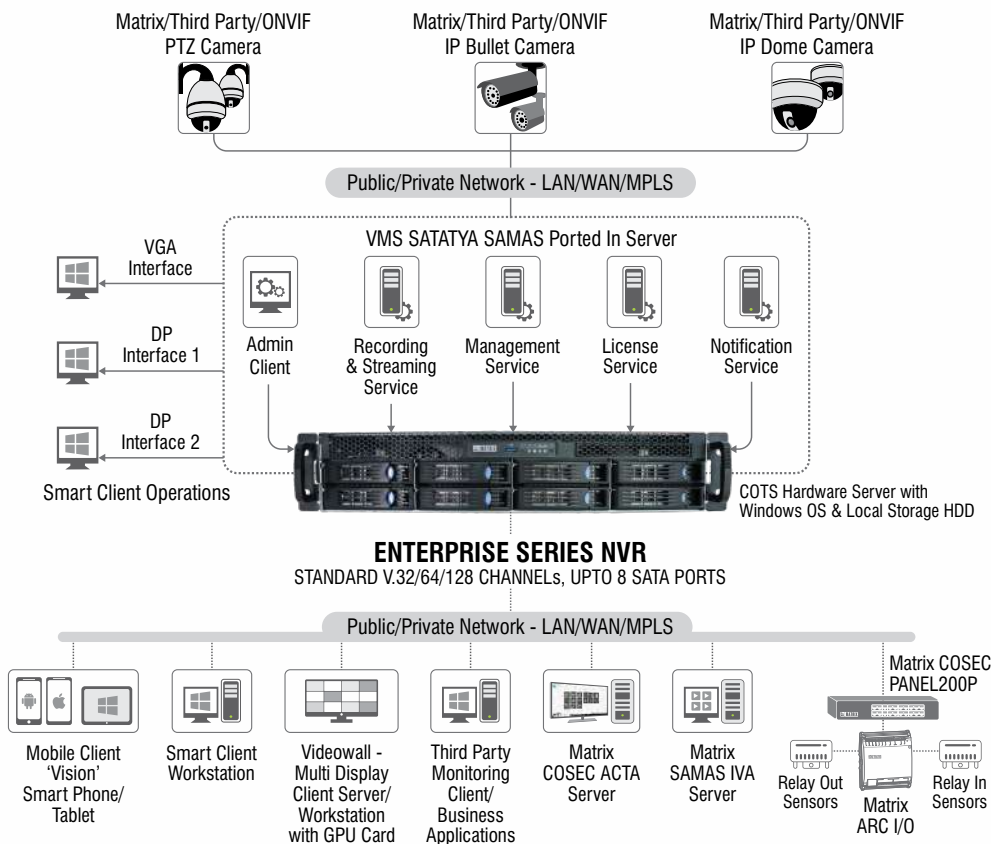 Matrix/Third Party/ONVIF
PTZ Camera
Matrix/Third Party/ONVIF
IP Bullet Camera
Matrix/Third Party/ONVIF
IP Dome Camera
Public/Private Network - LAN/WAN/MPLS
VMS SATATYA SAMAS Ported In Server
VGA
Interface
DP
Interface 1
DP
Interface 2
Smart Client Operations
Admin
Client
Recording
& Streaming
Service
Management
Service
License
Service
Notification
Service
COTS Hardware Server with
Windows OS & Local Storage HDD
ENTERPRISE SERIES NVR
STANDARD V.32/64/128 CHANNELs, UPTO 8 SATA PORTS
Public/Private Network - LAN/WAN/MPLS
Mobile Client
'Vision'
Smart Phone/
Tablet
Smart Client
Workstation
Videowall -
Multi Display
Client Server/
Workstation
with GPU Card
Third Party
Monitoring
Client/
Business
Applications
Matrix
COSEC ACTA
Server
Matrix
SAMAS IVA
Server
Matrix COSEC
PANEL200P
Relay Out
Sensors
Matrix
ARC I/O
Relay In
Sensors